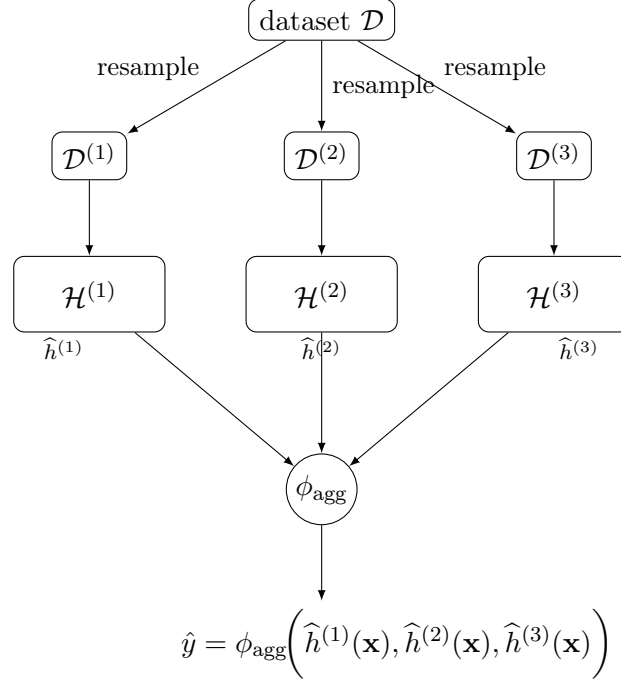 dataset 𝒟
resample resample resample
𝒟⁽¹⁾ 𝒟⁽²⁾ 𝒟⁽³⁾
ℋ⁽¹⁾ ℋ⁽²⁾ ℋ⁽³⁾
ĥ⁽¹⁾ ĥ⁽²⁾ ĥ⁽³⁾
ϕ_agg
ŷ = ϕ_agg(ĥ⁽¹⁾(𝐱), ĥ⁽²⁾(𝐱), ĥ⁽³⁾(𝐱))